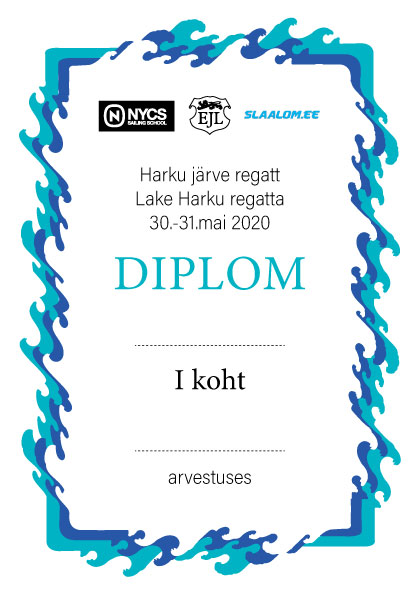 NYCS
SAILING SCHOOL
EJL
SLAALOM.EE
Harku järve regatt
Lake Harku regatta
30.-31.mai 2020
DIPLOM
I koht
arvestuses